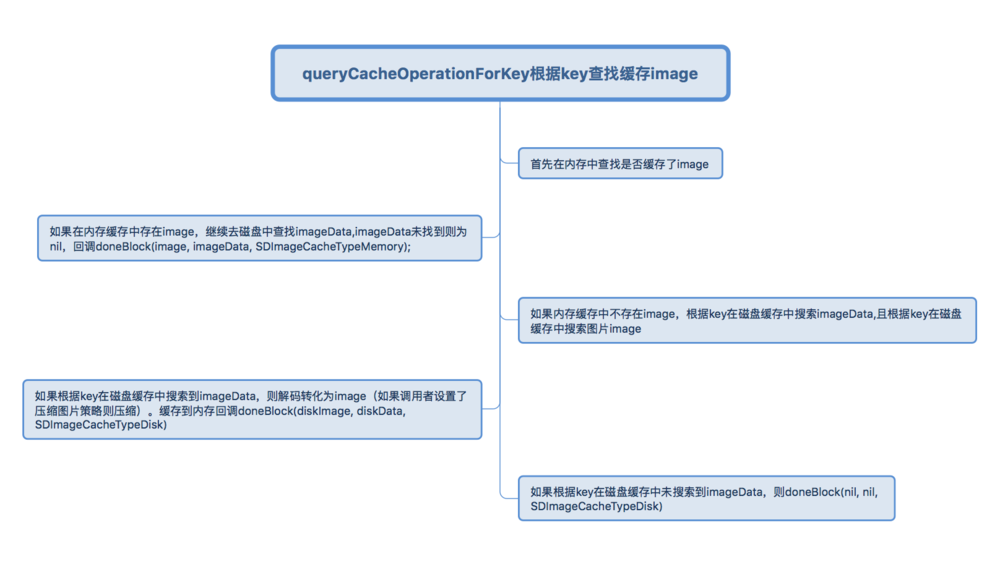 queryCacheOperationForKey根据key查找缓存image
首先在内存中查找是否缓存了image
如果在内存缓存中存在image，继续去磁盘中查找imageData,imageData未找到则为
nil，回调doneBlock(image, imageData, SDImageCacheTypeMemory);
如果内存缓存中不存在image，根据key在磁盘缓存中搜索imageData,且根据key在磁盘
缓存中搜索图片image
如果根据key在磁盘缓存中搜索到imageData，则解码转化为image（如果调用者设置了
压缩图片策略则压缩）。缓存到内存回调doneBlock(diskImage, diskData,
SDImageCacheTypeDisk)
如果根据key在磁盘缓存中未搜索到imageData，则doneBlock(nil, nil,
SDImageCacheTypeDisk)